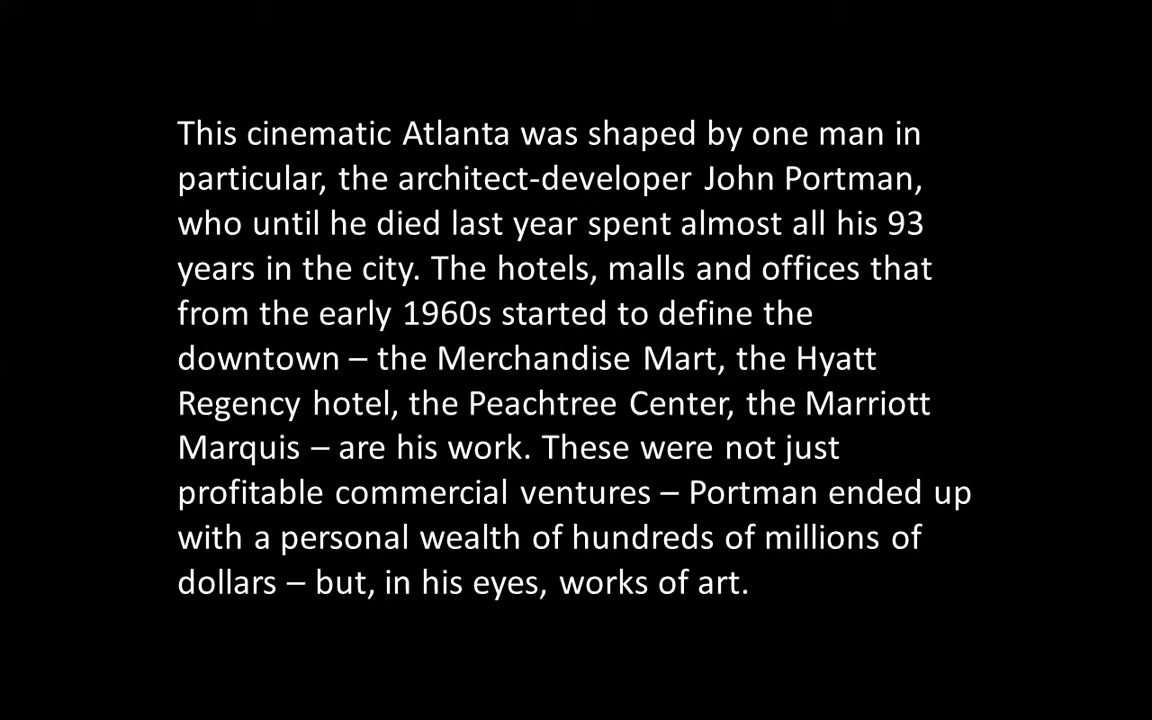 This cinematic Atlanta was shaped by one man in
particular, the architect-developer John Portman,
who until he died last year spent almost all his 93
years in the city. The hotels, malls and offices that
from the early 1960s started to define the
downtown – the Merchandise Mart, the Hyatt
Regency hotel, the Peachtree Center, the Marriott
Marquis – are his work. These were not just
profitable commercial ventures – Portman ended up
with a personal wealth of hundreds of millions of
dollars – but, in his eyes, works of art.